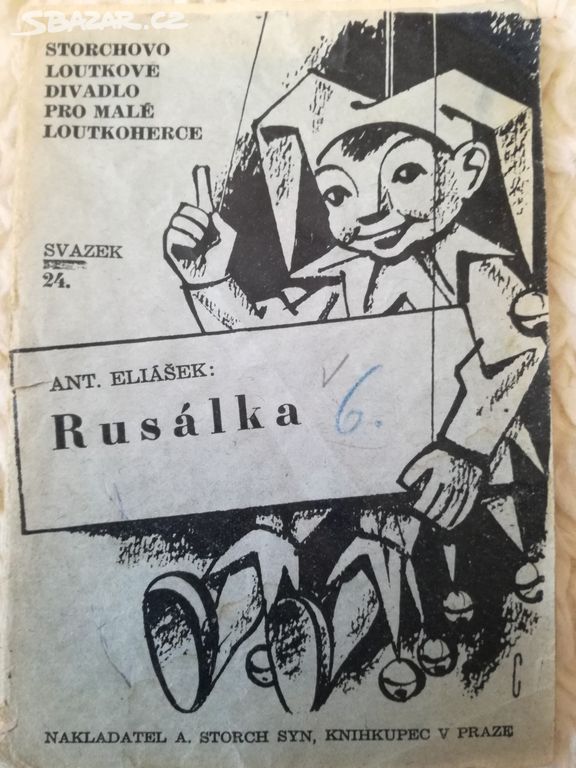 SBAZAR.CZ
STORCHOVO
LOUTKOVÉ
DIVADLO
PRO MALÉ
LOUTKOHERCE
SVAZEK
24.
ANT. ELIÁŠEK:
Rusálka 6.
NAKLADATEL A. STORCH SYN, KNIHKUPEC V PRAZE